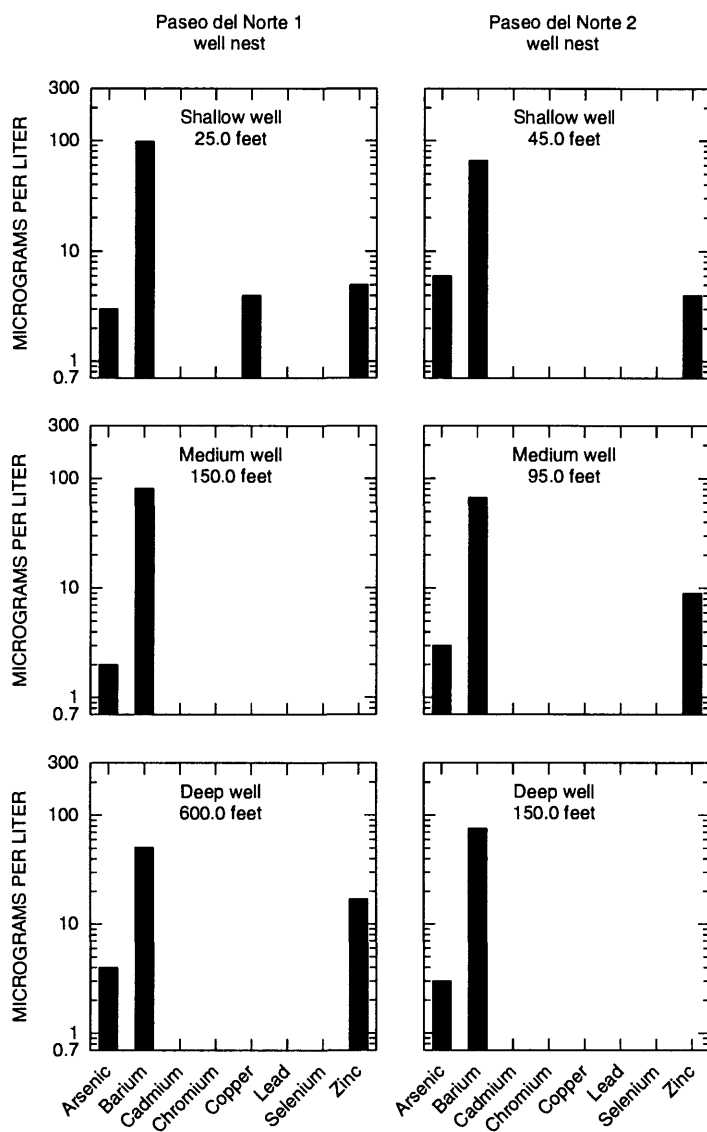 Paseo del Norte 1
well nest
Paseo del Norte 2
well nest
MICROGRAMS PER LITER
300
100
10
1
0.7
Shallow well
25.0 feet
Shallow well
45.0 feet
MICROGRAMS PER LITER
300
100
10
1
0.7
Medium well
150.0 feet
Medium well
95.0 feet
MICROGRAMS PER LITER
300
100
10
1
0.7
Deep well
600.0 feet
Deep well
150.0 feet
Arsenic
Barium
Cadmium
Chromium
Copper
Lead
Selenium
Zinc
Arsenic
Barium
Cadmium
Chromium
Copper
Lead
Selenium
Zinc